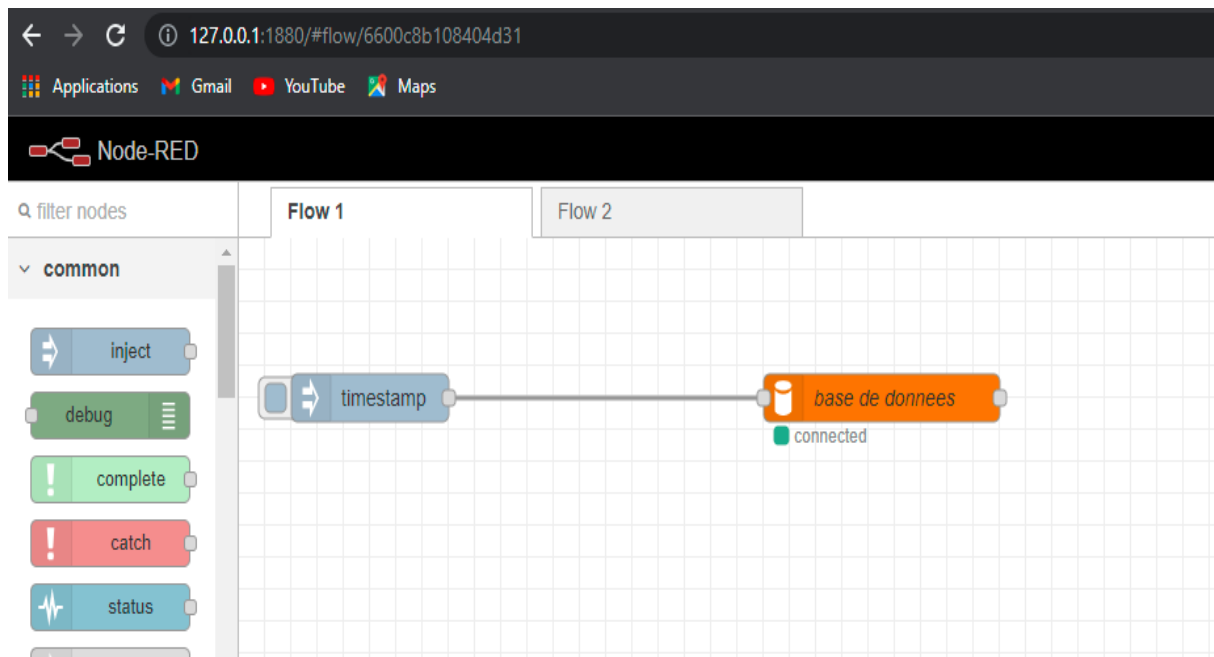 127.0.0.1:1880/#flow/6600c8b108404d31
Applications Gmail YouTube Maps
Node-RED
filter nodes
Flow 1
Flow 2
common
inject
debug
complete
catch
status
timestamp
base de donnees
connected